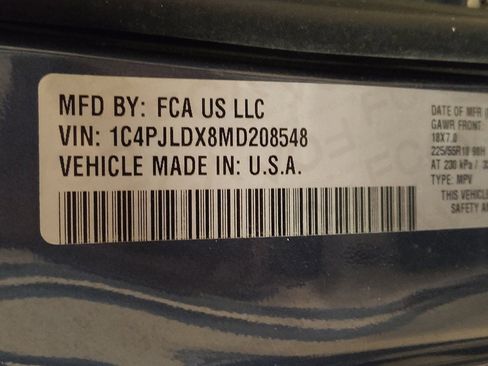 MFD BY: FCA US LLC
VIN: 1C4PJLDX8MD208548
VEHICLE MADE IN: U.S.A.
DATE OF MFR
GAWR FRONT:
18X7.0
225/55R18 98H
AT 230 kPa /
TYPE: MPV
THIS VEHICLE
SAFETY